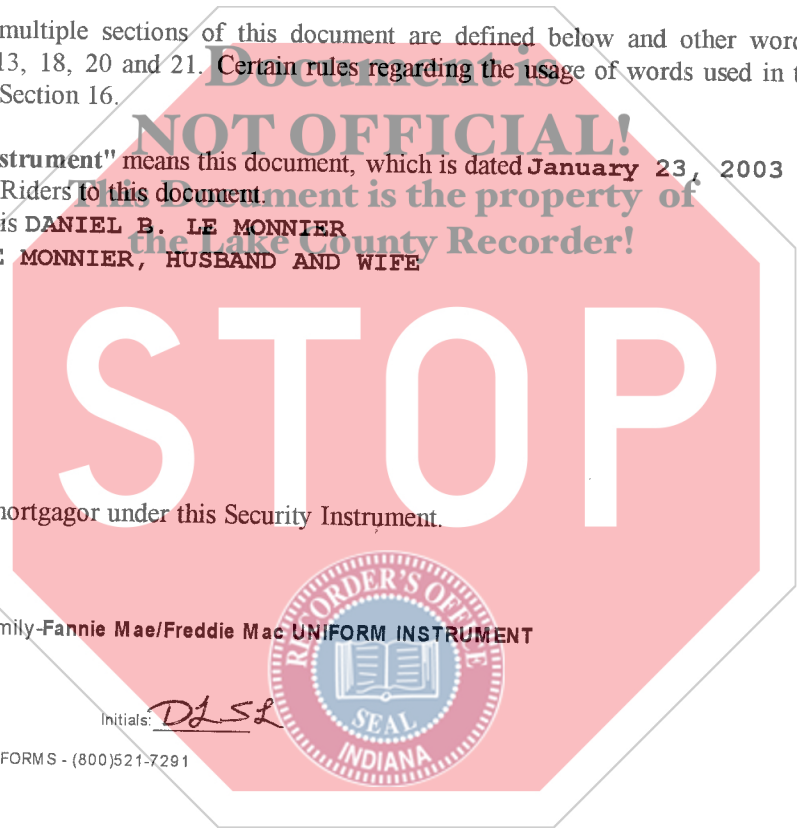 multiple sections of this document are defined below and other
13, 18, 20 and 21. Certain rules regarding the usage of words used in
Section 16.
Document is
NOT OFFICIAL!
This Document is the property of
the Lake County Recorder!
strument" means this document, which is dated January 23, 2003
Riders to this document.
is DANIEL B. LE MONNIER
MONNIER, HUSBAND AND WIFE
STOP
mortgagor under this Security Instrument.
mily-Fannie Mae/Freddie Mac UNIFORM INSTRUMENT
RECORDER'S OFFICE
SEAL
INDIANA
Initials: DL SL
FORMS - (800)521-7291